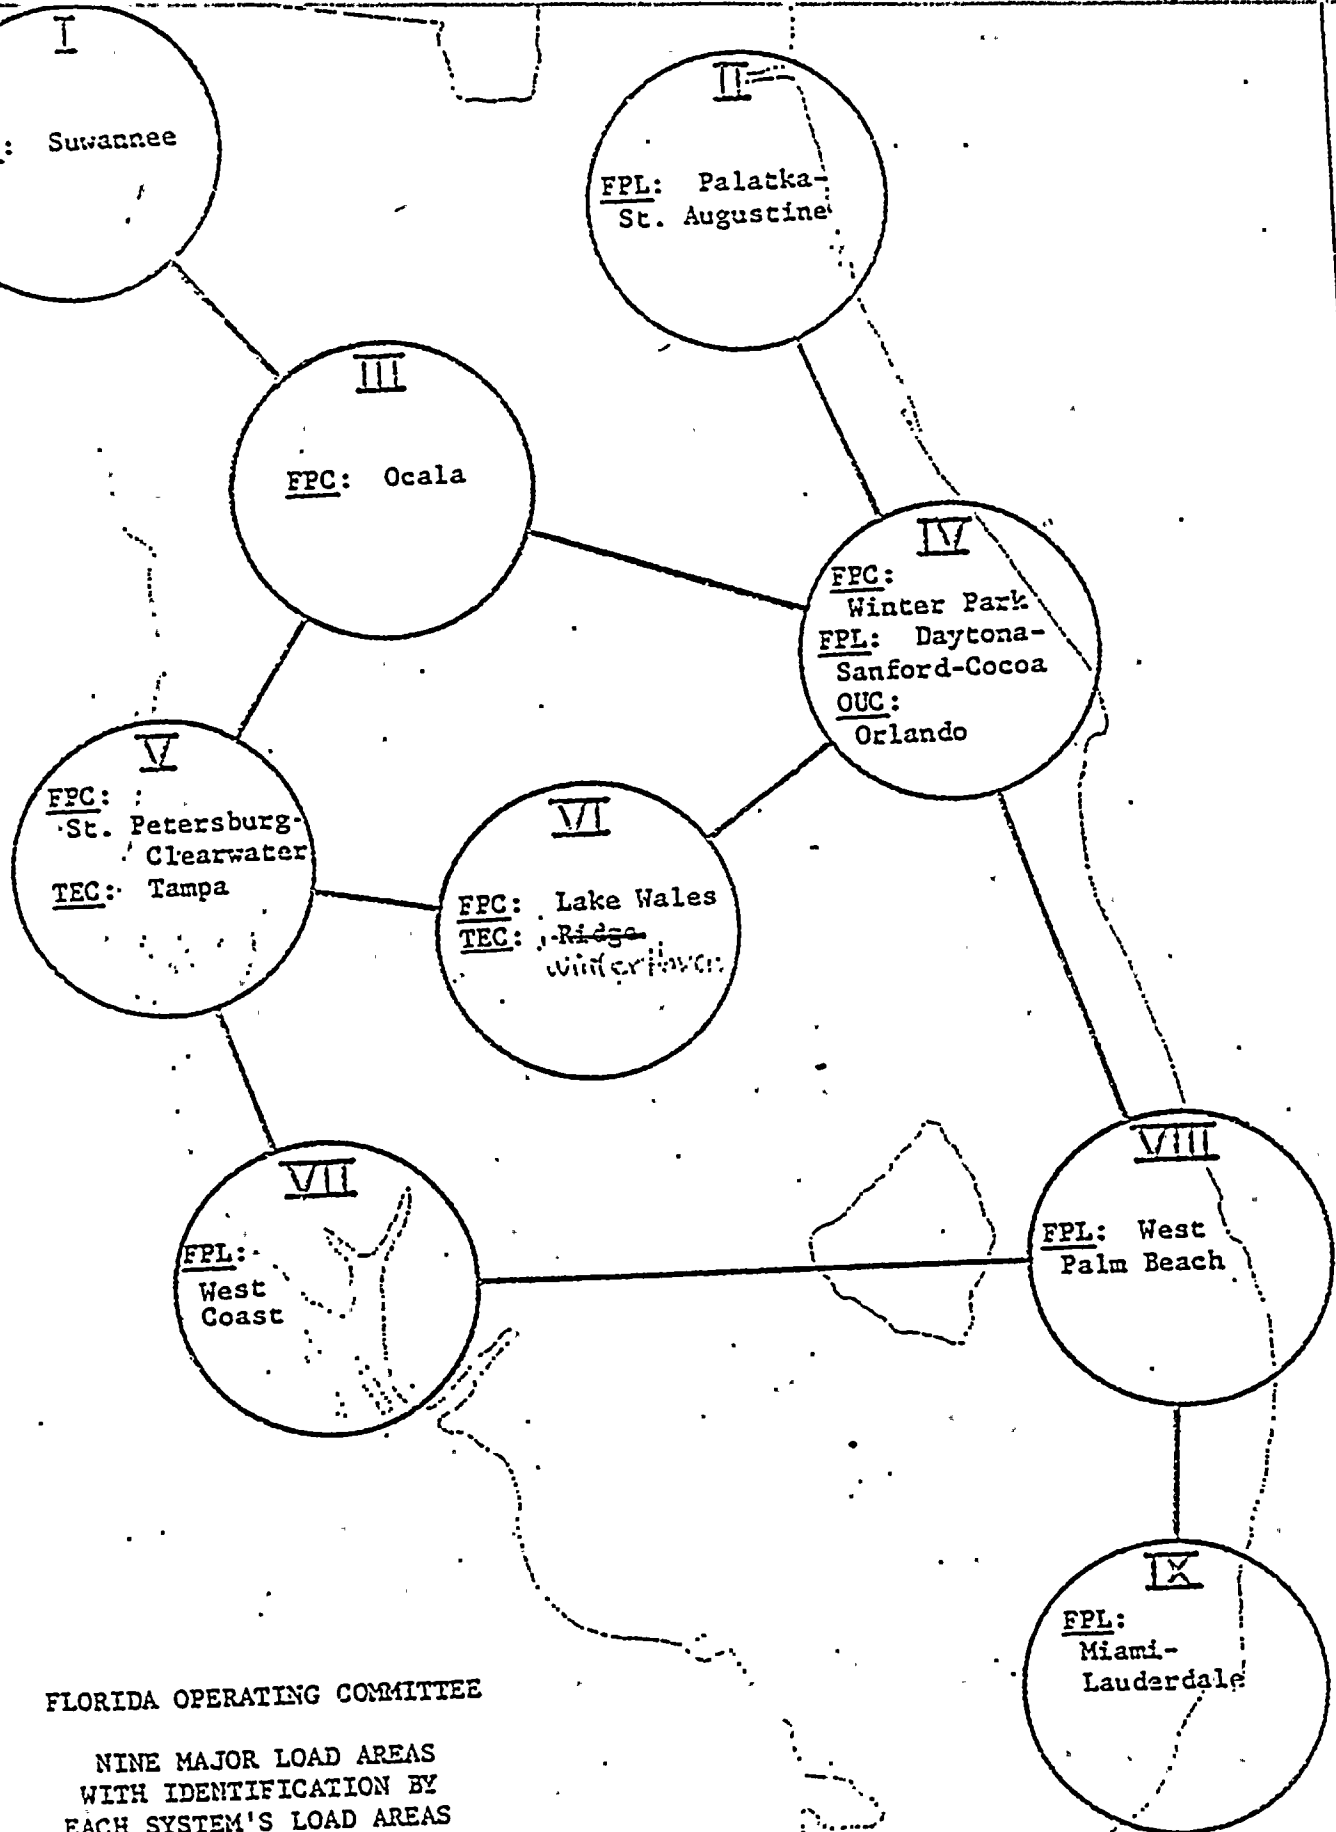 I
: Suwannee
II
FPL: Palatka-
St. Augustine
III
FPC: Ocala
IV
FPC:
Winter Park
FPL: Daytona-
Sanford-Cocoa
OUC:
Orlando
V
FPC:
St. Petersburg-
Clearwater
TEC: Tampa
VI
FPC: Lake Wales
TEC: Ridge
Winter Haven
VII
FPL:
West
Coast
VIII
FPL: West
Palm Beach
IX
FPL:
Miami-
Lauderdale
FLORIDA OPERATING COMMITTEE
NINE MAJOR LOAD AREAS
WITH IDENTIFICATION BY
EACH SYSTEM'S LOAD AREAS